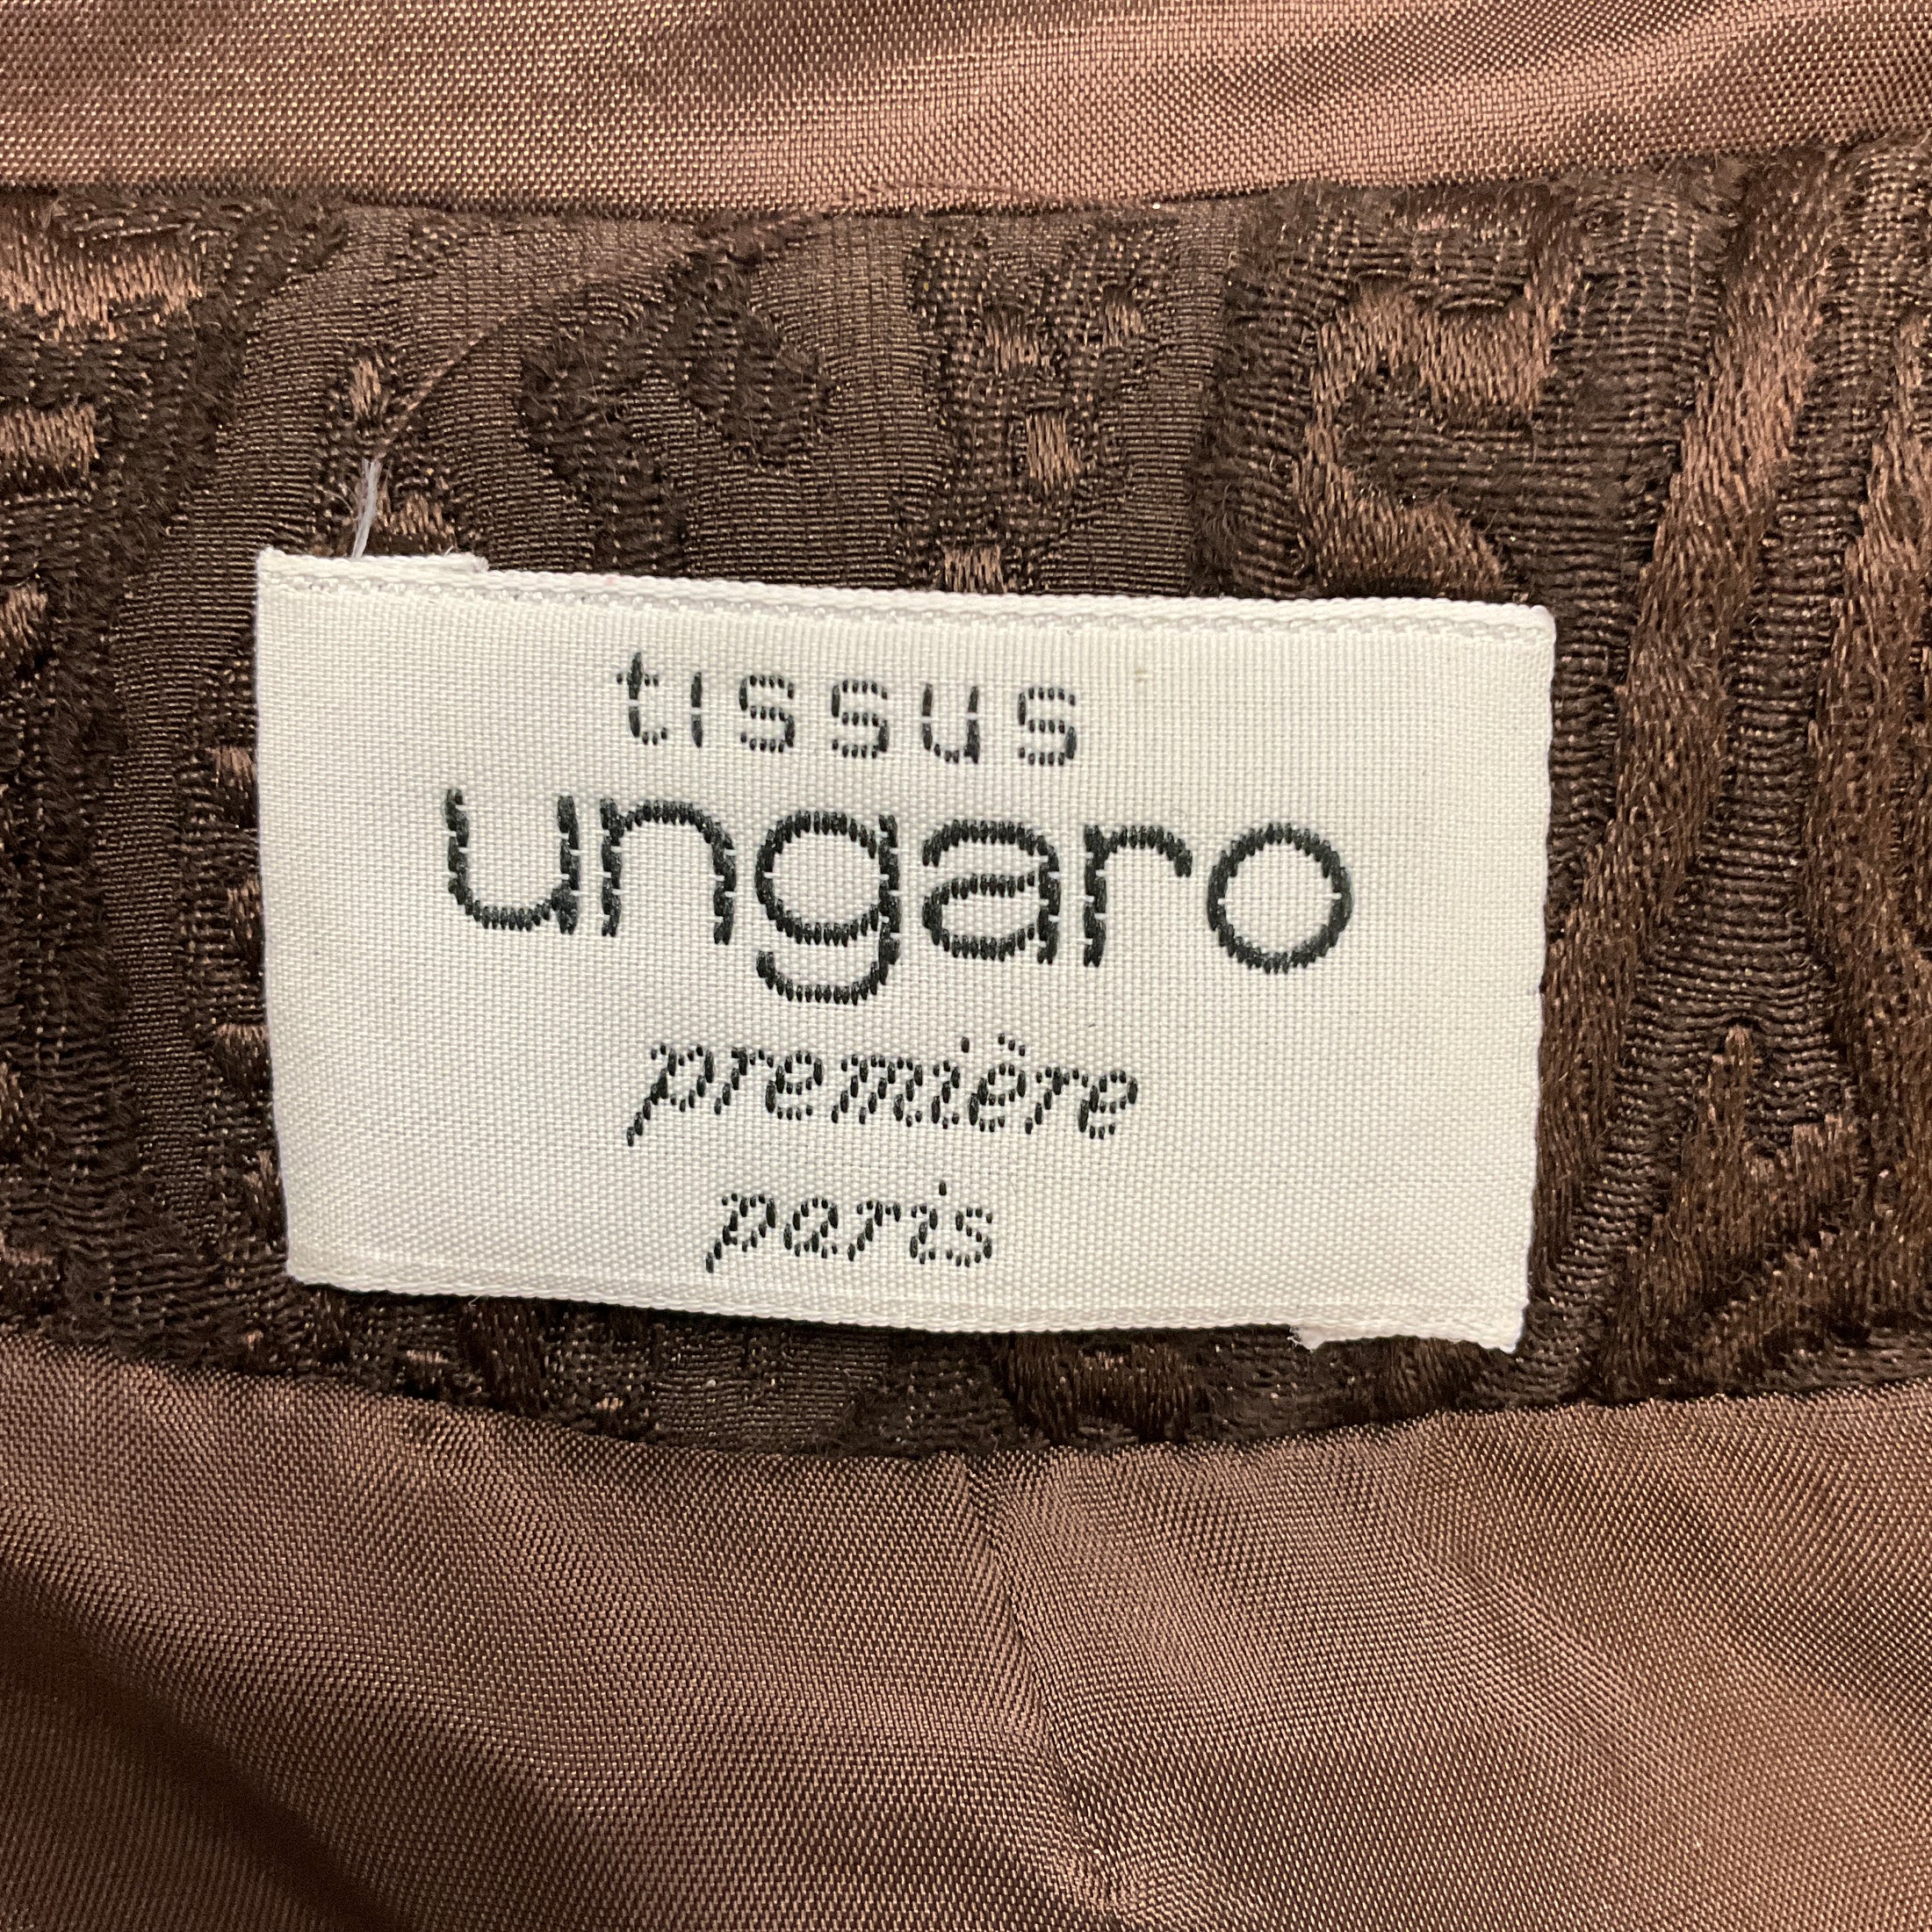 tissus
ungaro
première
paris